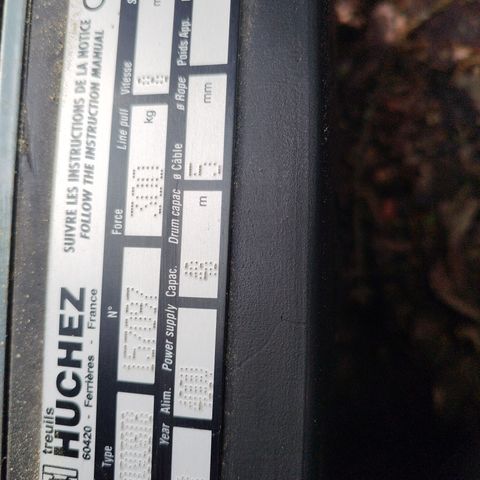 treuils
HUCHEZ
60420 - Ferrières - France
SUIVRE LES INSTRUCTIONS DE LA NOTICE
FOLLOW THE INSTRUCTION MANUAL
Type
N°
Force Line pull
300 kg
Vitesse
Year
Alim. Power supply
Capac. Drum capac
m
ø Câble ø Rope
5 mm
Poids App.